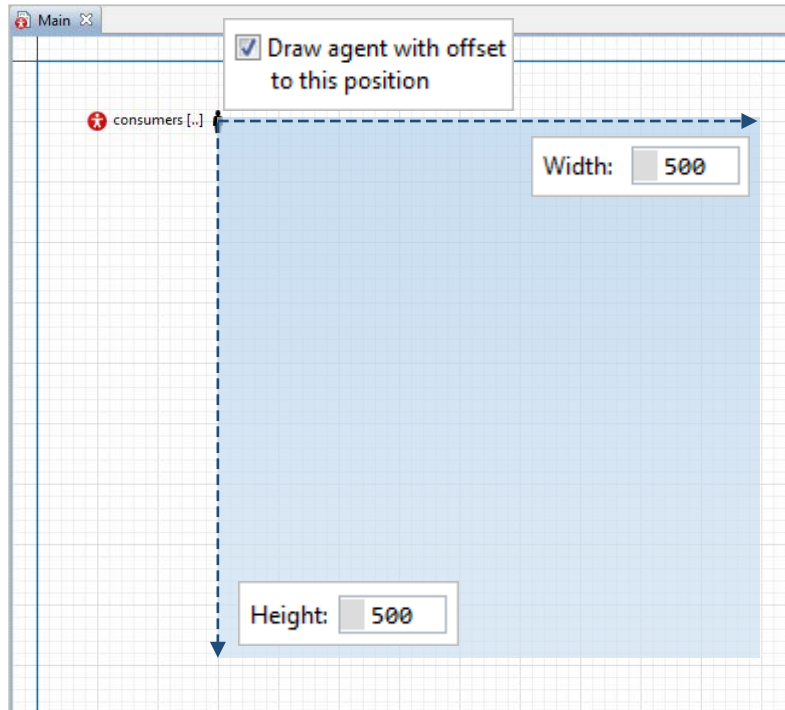 Main
Draw agent with offset
to this position
consumers [..]
Width: 500
Height: 500